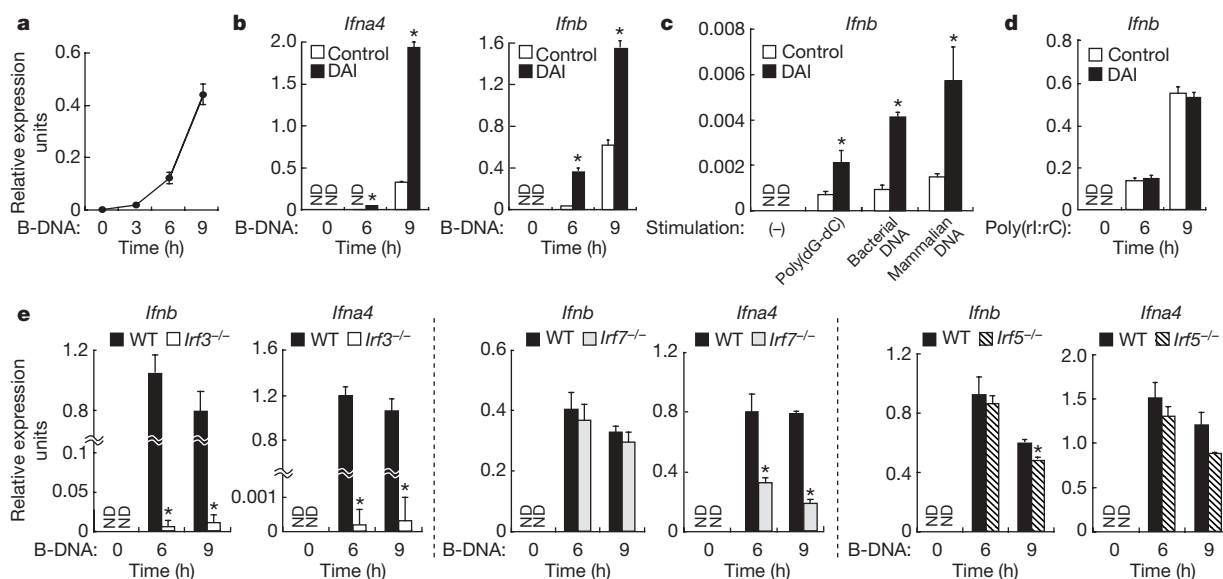 a
Relative expression units
0.6
0.4
0.2
0
B-DNA: 0 3 6 9
Time (h)
b
Ifna4
Control
DAI
2.0
1.5
1.0
0.5
0
ND ND ND
* *
B-DNA: 0 6 9
Time (h)
Ifnb
Control
DAI
1.6
1.2
0.8
0.4
0
ND ND
* *
B-DNA: 0 6 9
Time (h)
c
Ifnb
Control
DAI
0.008
0.006
0.004
0.002
0
ND ND
* * *
Stimulation: (–) Poly(dG-dC) Bacterial DNA Mammalian DNA
d
Ifnb
Control
DAI
0.8
0.6
0.4
0.2
0
ND ND
Poly(rI:rC): 0 6 9
Time (h)
e
Relative expression units
Ifnb
WT Irf3–/–
1.2
0.8
0.1
0.05
0
ND ND
* *
B-DNA: 0 6 9
Time (h)
Ifna4
WT Irf3–/–
1.6
1.2
0.8
0.001
0
ND ND
* *
0 6 9
Time (h)
Ifnb
WT Irf7–/–
0.6
0.4
0.2
0
ND ND
B-DNA: 0 6 9
Time (h)
Ifna4
WT Irf7–/–
1.2
0.8
0.4
0
ND ND
* *
0 6 9
Time (h)
Ifnb
WT Irf5–/–
1.2
0.8
0.4
0
ND ND
*
B-DNA: 0 6 9
Time (h)
Ifna4
WT Irf5–/–
2.0
1.5
1.0
0.5
0
ND ND
0 6 9
Time (h)